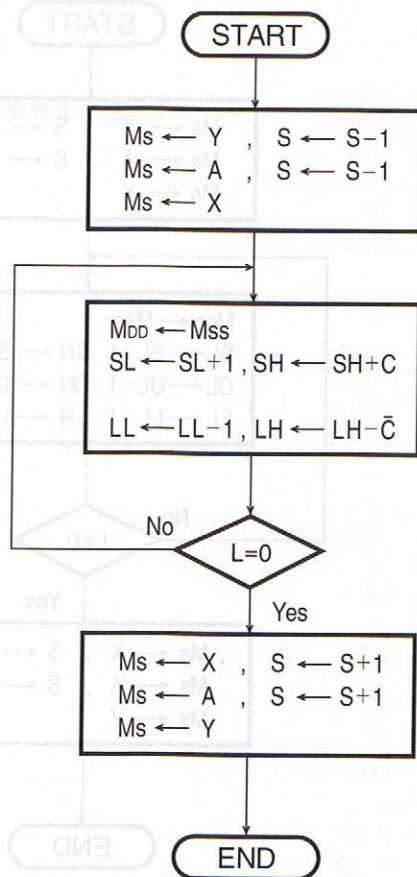 START
Ms ← Y , S ← S−1
Ms ← A , S ← S−1
Ms ← X
MDD ← Mss
SL ← SL+1, SH ← SH+C
LL ← LL−1, LH ← LH−C̄
No
L=0
Yes
Ms ← X , S ← S+1
Ms ← A , S ← S+1
Ms ← Y
END